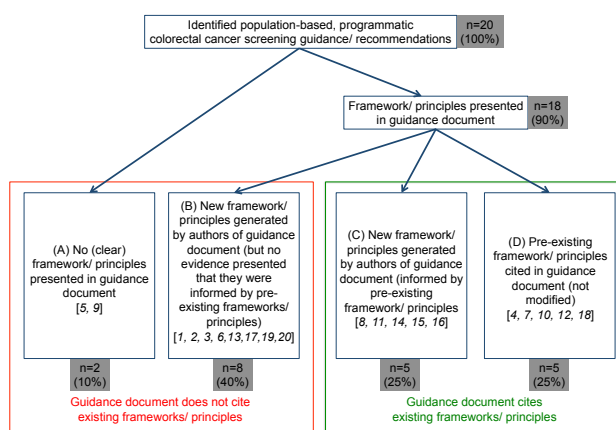 Identified population-based, programmatic
colorectal cancer screening guidance/ recommendations
n=20
(100%)
Framework/ principles presented
in guidance document
n=18
(90%)
(A) No (clear)
framework/ principles
presented in guidance
document
[5, 9]
n=2
(10%)
(B) New framework/
principles generated
by authors of guidance
document (but no
evidence presented
that they were
informed by pre-
existing frameworks/
principles)
[1, 2, 3, 6,13,17,19,20]
n=8
(40%)
Guidance document does not cite
existing frameworks/ principles
(C) New framework/
principles generated
by authors of guidance
document (informed
by pre-existing
framework/ principles
[8, 11, 14, 15, 16]
n=5
(25%)
(D) Pre-existing
framework/ principles
cited in guidance
document (not
modified)
[4, 7, 10, 12, 18]
n=5
(25%)
Guidance document cites
existing frameworks/ principles